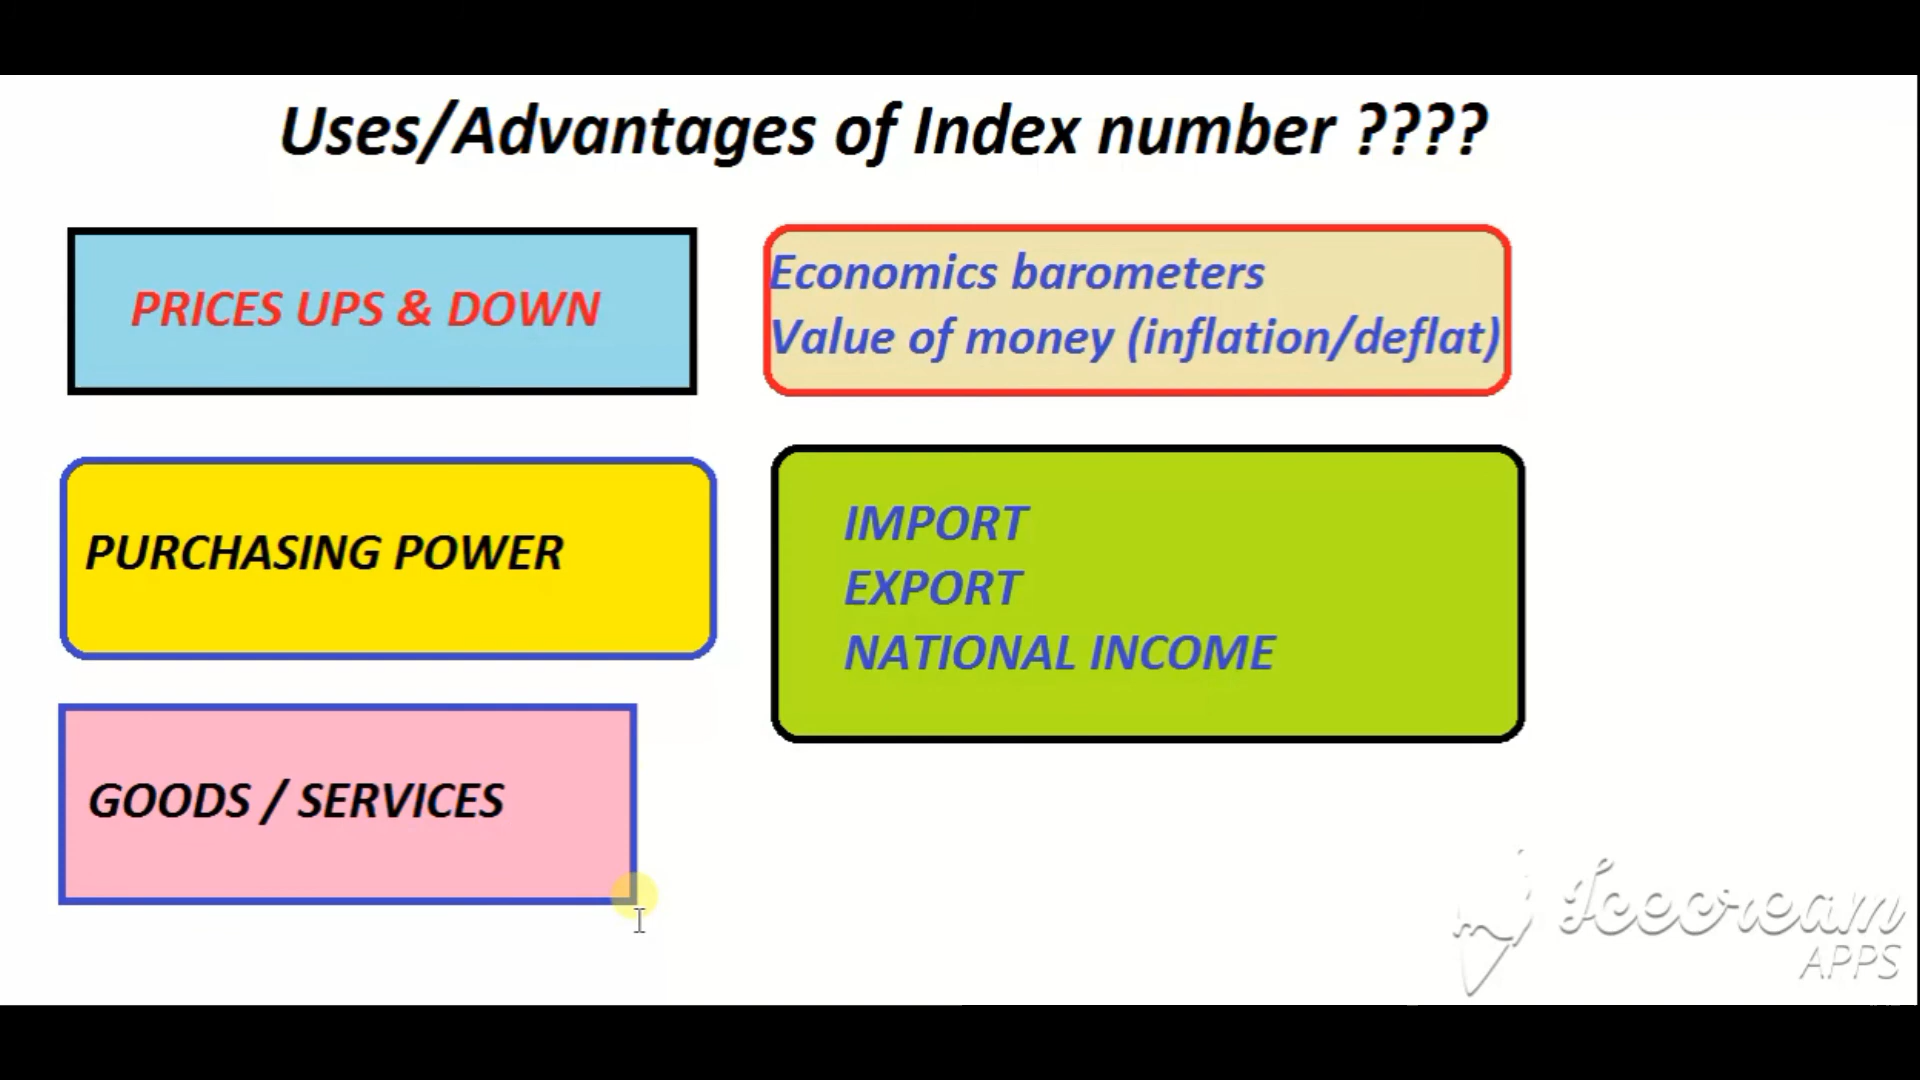 Uses/Advantages of Index number ????
PRICES UPS & DOWN
Economics barometers
Value of money (inflation/deflat)
PURCHASING POWER
IMPORT
EXPORT
NATIONAL INCOME
GOODS / SERVICES
Icecream
APPS